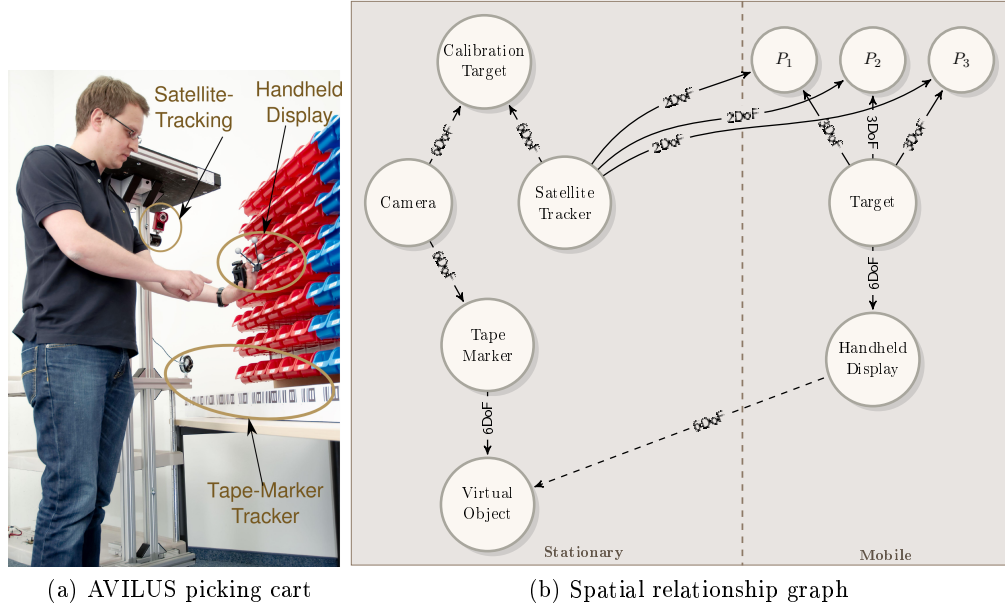 Satellite-
Tracking
Handheld
Display
Tape-Marker
Tracker
(a) AVILUS picking cart
Calibration
Target
P1
P2
P3
2DoF
2DoF
2DoF
6DoF
6DoF
3DoF
3DoF
3DoF
Camera
Satellite
Tracker
Target
6DoF
6DoF
Tape
Marker
Handheld
Display
6DoF
6DoF
Virtual
Object
Stationary
Mobile
(b) Spatial relationship graph